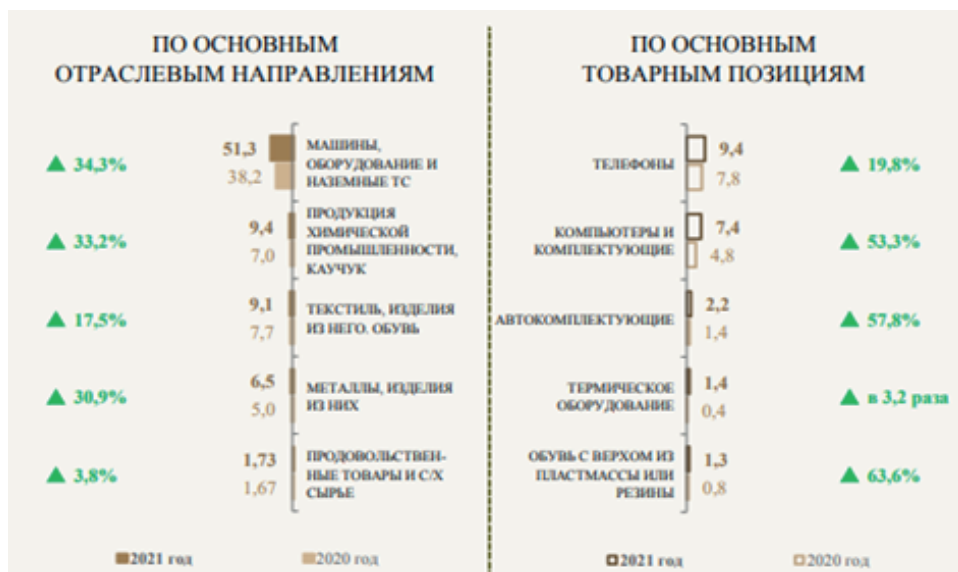 ПО ОСНОВНЫМ
ОТРАСЛЕВЫМ НАПРАВЛЕНИЯМ
▲ 34,3%
51,3
38,2
МАШИНЫ,
ОБОРУДОВАНИЕ И
НАЗЕМНЫЕ ТС
▲ 33,2%
9,4
7,0
ПРОДУКЦИЯ
ХИМИЧЕСКОЙ
ПРОМЫШЛЕННОСТИ,
КАУЧУК
▲ 17,5%
9,1
7,7
ТЕКСТИЛЬ, ИЗДЕЛИЯ
ИЗ НЕГО. ОБУВЬ
▲ 30,9%
6,5
5,0
МЕТАЛЛЫ, ИЗДЕЛИЯ
ИЗ НИХ
▲ 3,8%
1,73
1,67
ПРОДОВОЛЬСТВЕН-
НЫЕ ТОВАРЫ И С/Х
СЫРЬЕ
2021 год
2020 год
ПО ОСНОВНЫМ
ТОВАРНЫМ ПОЗИЦИЯМ
ТЕЛЕФОНЫ
9,4
7,8
▲ 19,8%
КОМПЬЮТЕРЫ И
КОМПЛЕКТУЮЩИЕ
7,4
4,8
▲ 53,3%
АВТОКОМПЛЕКТУЮЩИЕ
2,2
1,4
▲ 57,8%
ТЕРМИЧЕСКОЕ
ОБОРУДОВАНИЕ
1,4
0,4
▲ в 3,2 раза
ОБУВЬ С ВЕРХОМ ИЗ
ПЛАСТМАССЫ ИЛИ
РЕЗИНЫ
1,3
0,8
▲ 63,6%
2021 год
2020 год